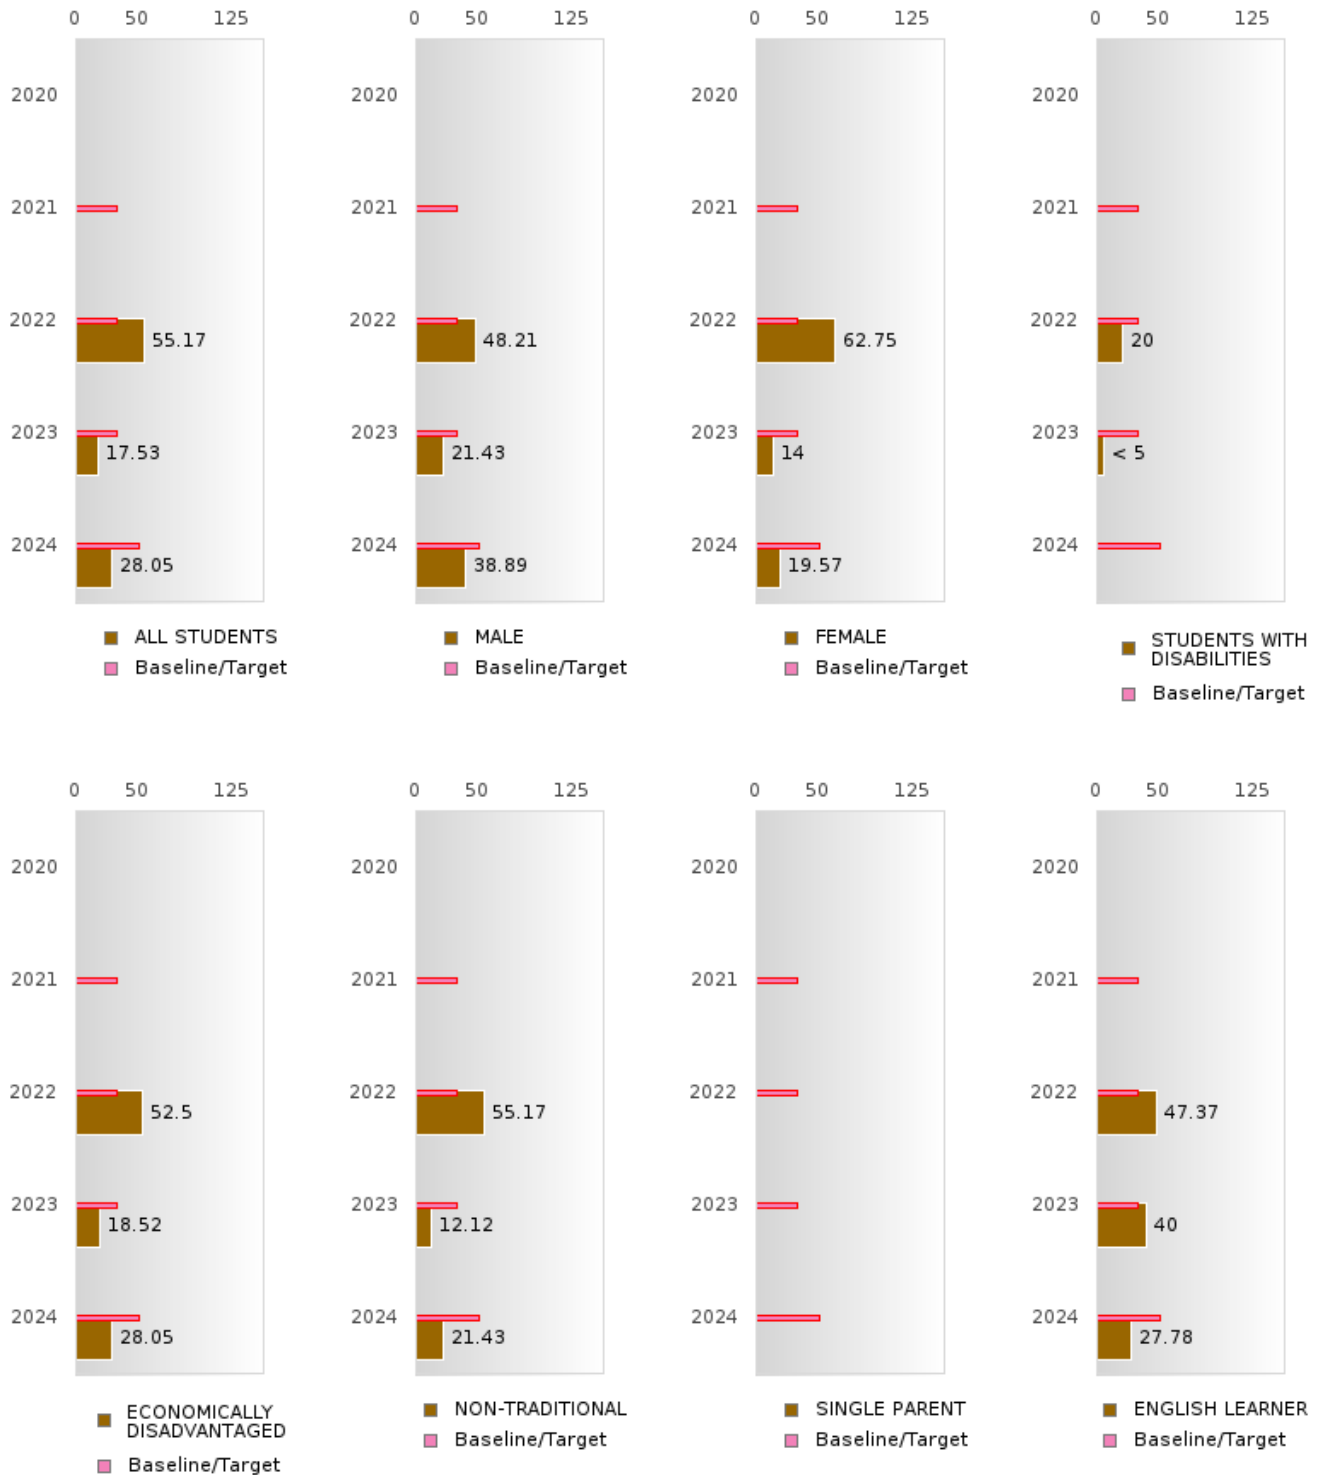 0 50 125 0 50 125 0 50 125 0 50 125
2020 2020 2020 2020
2021 2021 2021 2021
2022 55.17 2022 48.21 2022 62.75 2022 20
2023 17.53 2023 21.43 2023 14 2023 < 5
2024 28.05 2024 38.89 2024 19.57 2024
ALL STUDENTS
Baseline/Target
MALE
Baseline/Target
FEMALE
Baseline/Target
STUDENTS WITH
DISABILITIES
Baseline/Target
0 50 125 0 50 125 0 50 125 0 50 125
2020 2020 2020 2020
2021 2021 2021 2021
2022 52.5 2022 55.17 2022 2022 47.37
2023 18.52 2023 12.12 2023 2023 40
2024 28.05 2024 21.43 2024 2024 27.78
ECONOMICALLY
DISADVANTAGED
Baseline/Target
NON-TRADITIONAL
Baseline/Target
SINGLE PARENT
Baseline/Target
ENGLISH LEARNER
Baseline/Target